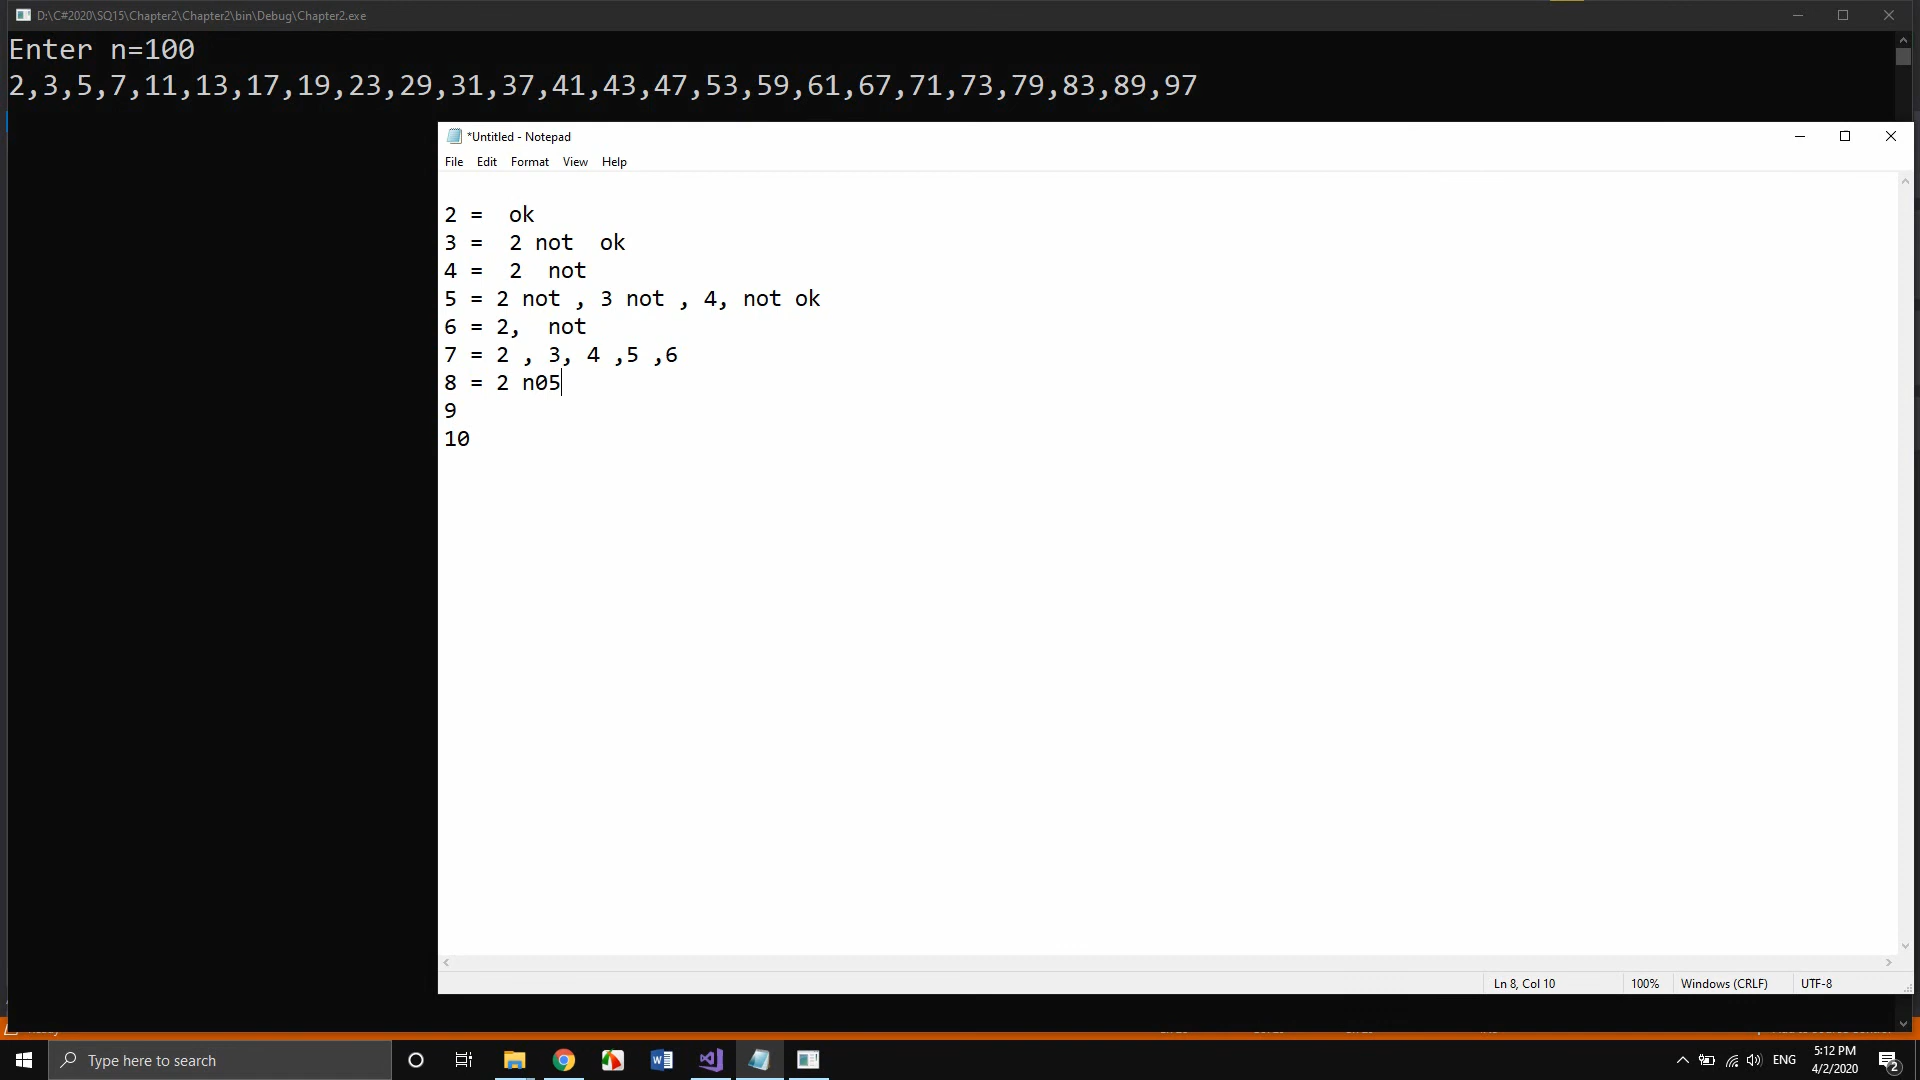 D:\C#2020\SQ15\Chapter2\Chapter2\bin\Debug\Chapter2.exe
Enter n=100
2,3,5,7,11,13,17,19,23,29,31,37,41,43,47,53,59,61,67,71,73,79,83,89,97
*Untitled - Notepad
File Edit Format View Help
2 =  ok
3 =  2 not  ok
4 =  2  not
5 = 2 not , 3 not , 4, not ok
6 = 2,  not
7 = 2 , 3, 4 ,5 ,6
8 = 2 n05
9
10
Ln 8, Col 10 100% Windows (CRLF) UTF-8
Type here to search
ENG
5:12 PM
4/2/2020
2